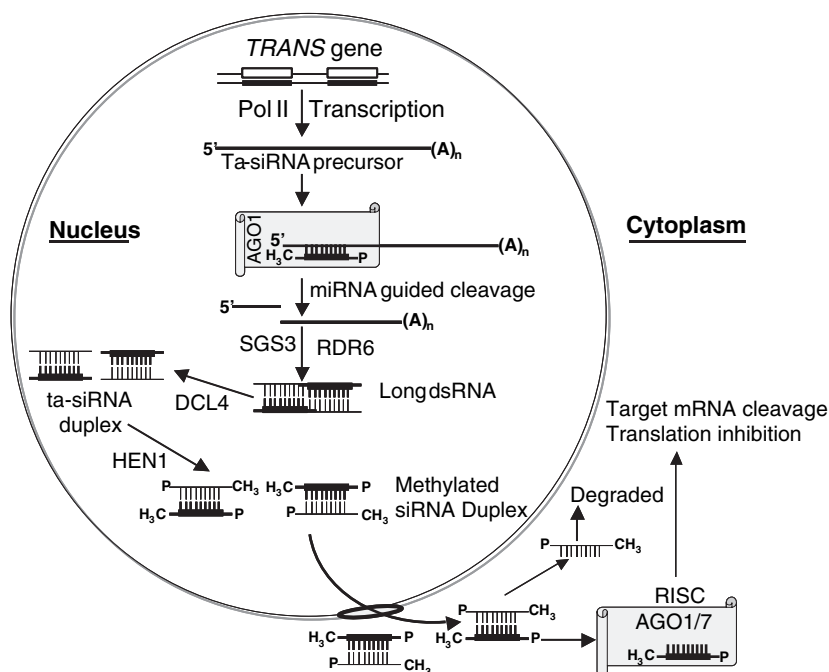 TRANS gene
Pol II Transcription
5' (A)n
Ta-siRNA precursor
Nucleus
Cytoplasm
AGO1
5'
(A)n
H3C P
miRNA guided cleavage
5'
(A)n
SGS3 RDR6
Long dsRNA
DCL4
ta-siRNA
duplex
HEN1
P CH3
H3C P
H3C P
P CH3
Methylated
siRNA Duplex
Target mRNA cleavage
Translation inhibition
Degraded
P CH3
P CH3
H3C P
H3C P
P CH3
RISC
AGO1/7
H3C P